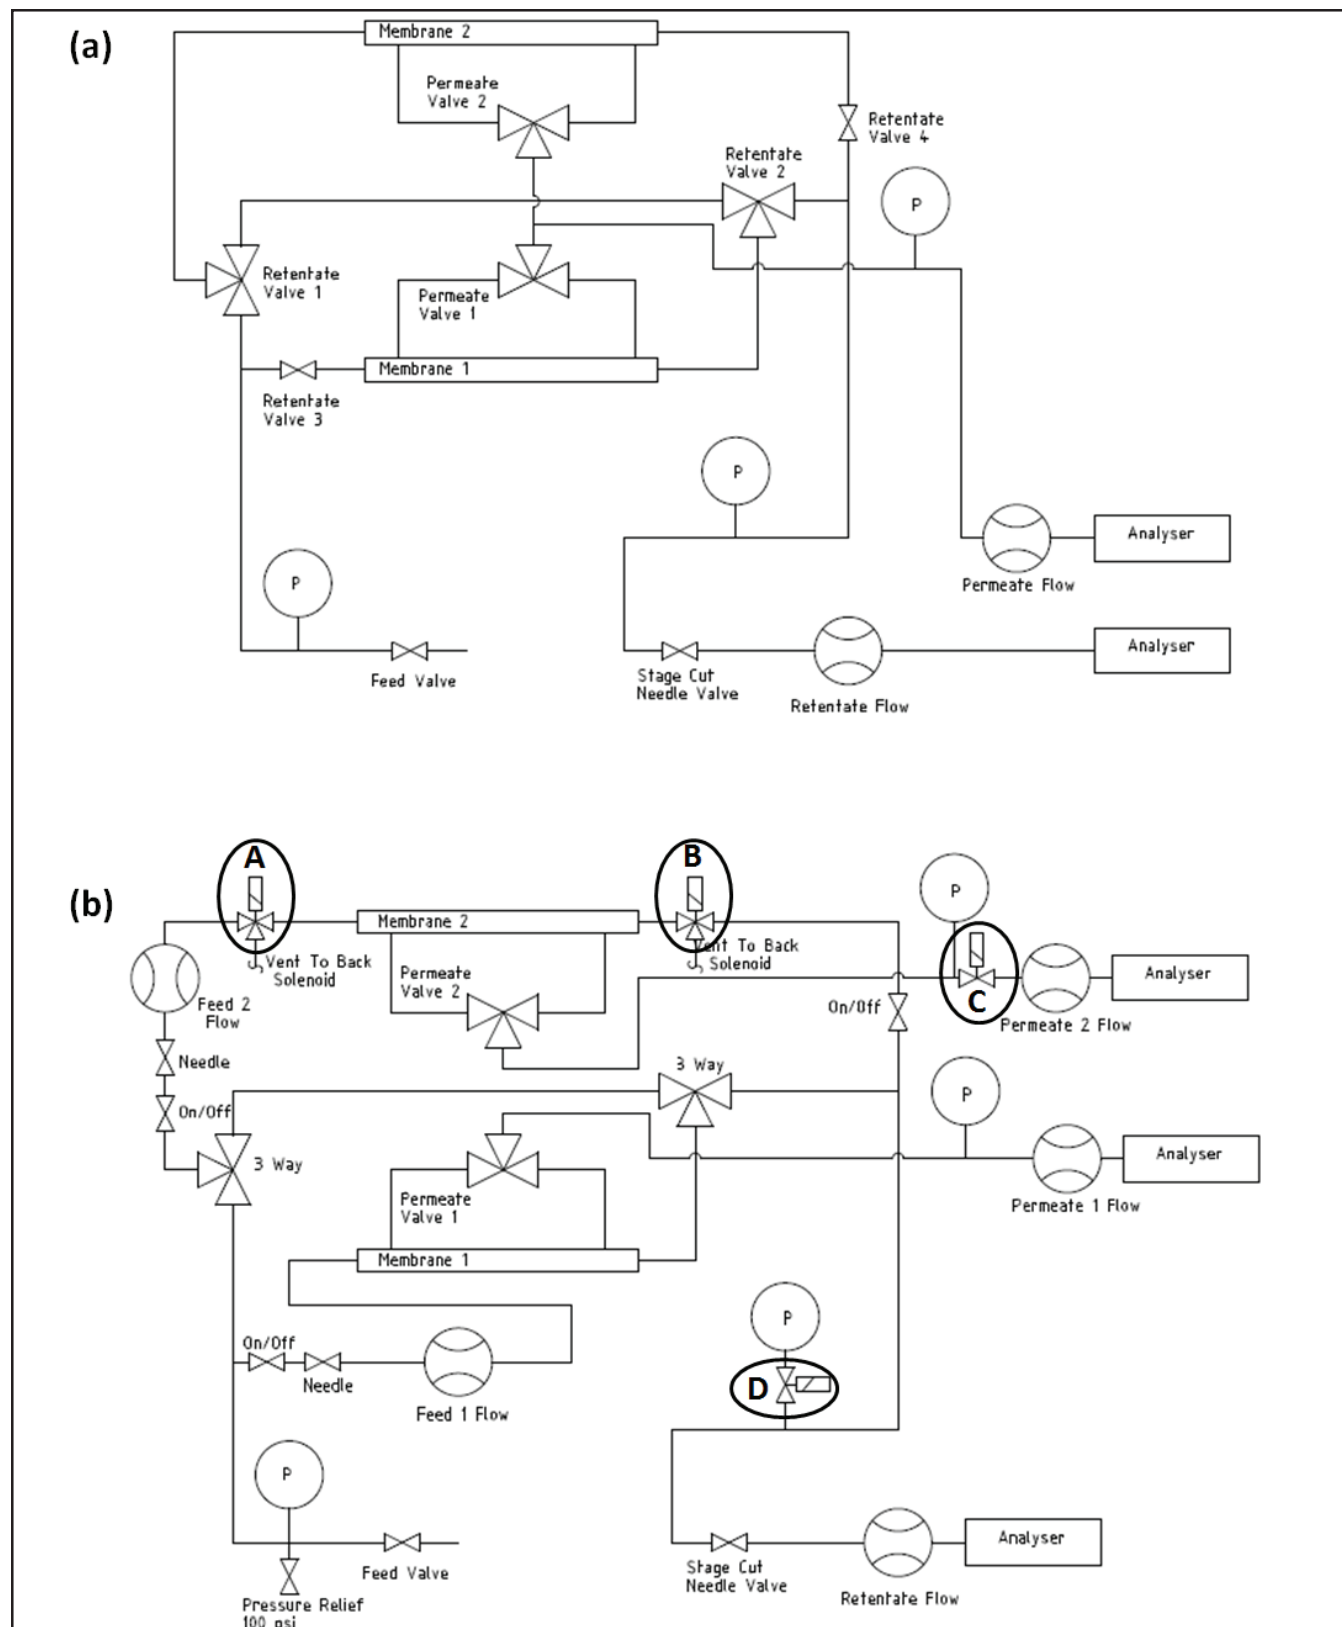 (a)
Membrane 2
Permeate
Valve 2
Retentate
Valve 4
Retentate
Valve 2
P
Retentate
Valve 1
Permeate
Valve 1
Membrane 1
Retentate
Valve 3
P
Analyser
Permeate Flow
P
Analyser
Feed Valve
Stage Cut
Needle Valve
Retentate Flow
(b)
A
B
P
Membrane 2
Vent To Back
Solenoid
Vent To Back
Solenoid
Permeate
Valve 2
Feed 2
Flow
C
Analyser
Permeate 2 Flow
On/Off
Needle
3 Way
P
On/Off
3 Way
Analyser
Permeate
Valve 1
Permeate 1 Flow
Membrane 1
P
On/Off
Needle
Feed 1 Flow
D
P
Feed Valve
Analyser
Stage Cut
Needle Valve
Retentate Flow
Pressure Relief
100 psi